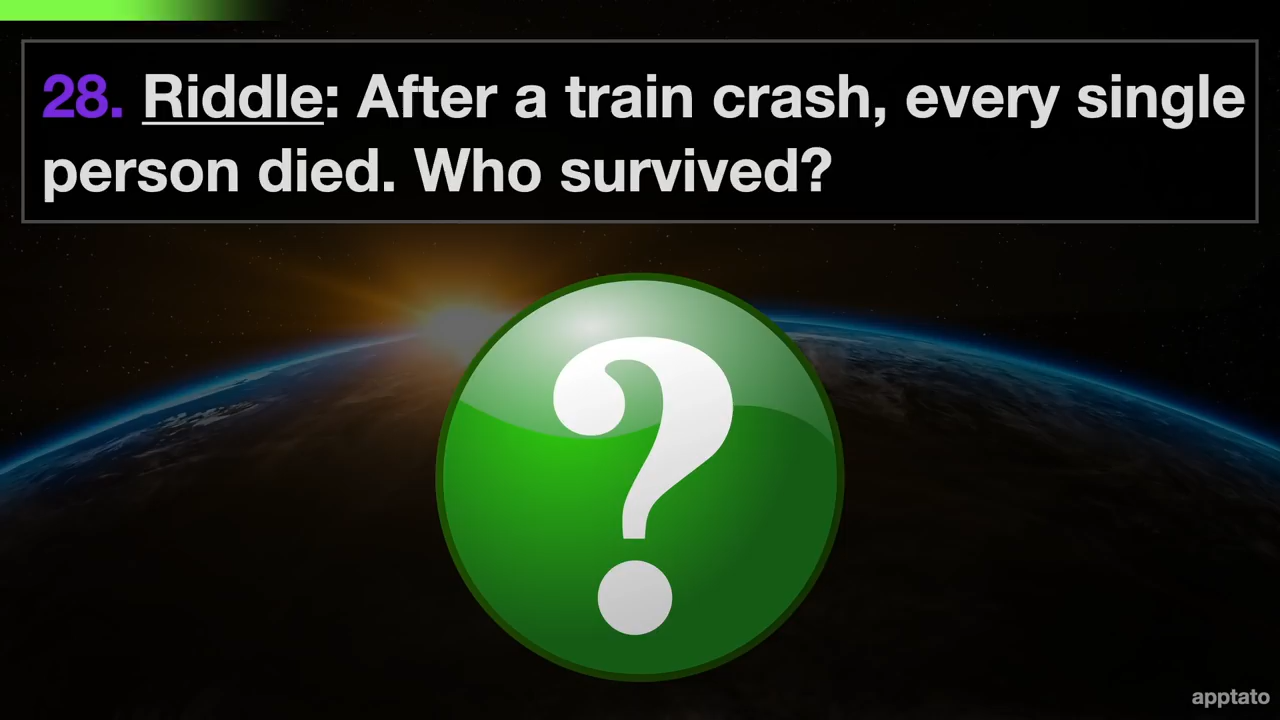 28. Riddle: After a train crash, every single
person died. Who survived?
?
apptato